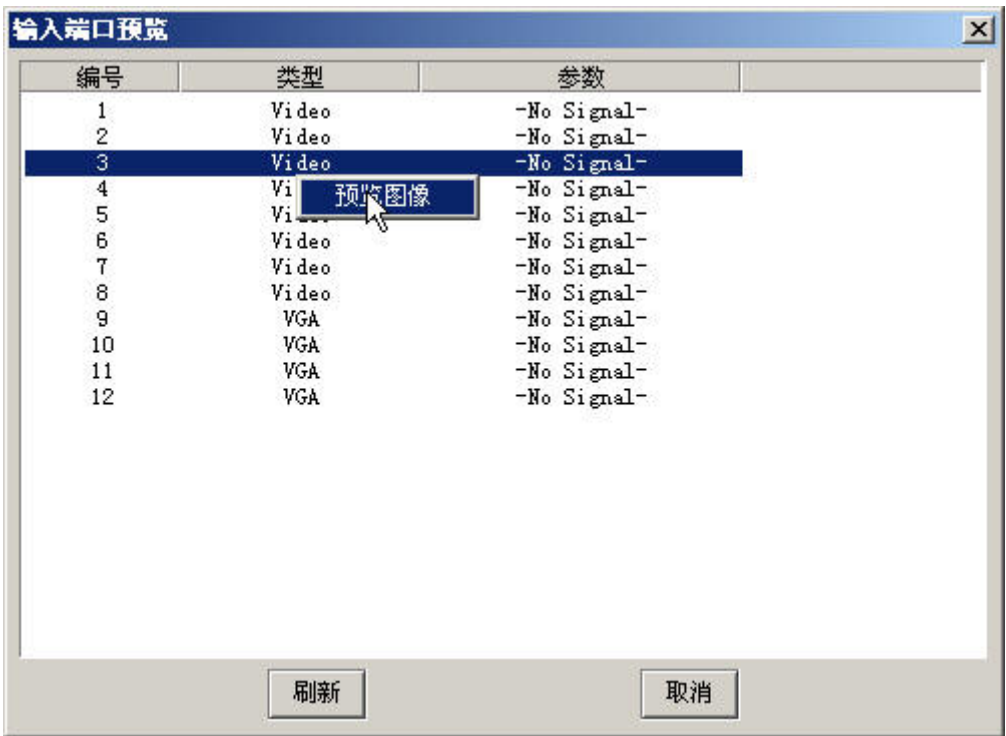 输入端口预览
编号 类型 参数
1 Video -No Signal-
2 Video -No Signal-
3 Video -No Signal-
4 Vi -No Signal-
预览图像
5 Vi -No Signal-
6 Video -No Signal-
7 Video -No Signal-
8 Video -No Signal-
9 VGA -No Signal-
10 VGA -No Signal-
11 VGA -No Signal-
12 VGA -No Signal-
刷新 取消